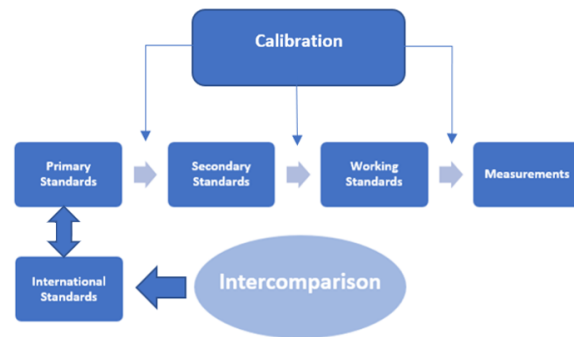 Calibration
Primary
Standards
Secondary
Standards
Working
Standards
Measurements
International
Standards
Intercomparison